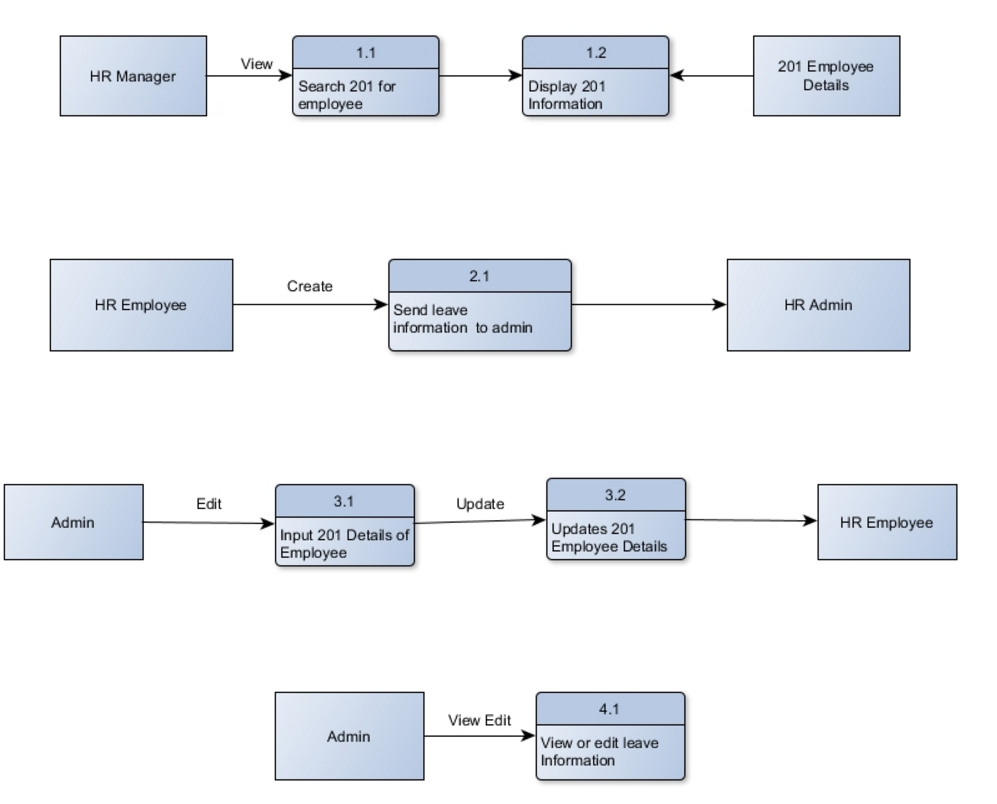 HR Manager
View
1.1
Search 201 for
employee
1.2
Display 201
Information
201 Employee
Details
HR Employee
Create
2.1
Send leave
information to admin
HR Admin
Admin
Edit
3.1
Input 201 Details of
Employee
Update
3.2
Updates 201
Employee Details
HR Employee
Admin
View Edit
4.1
View or edit leave
Information